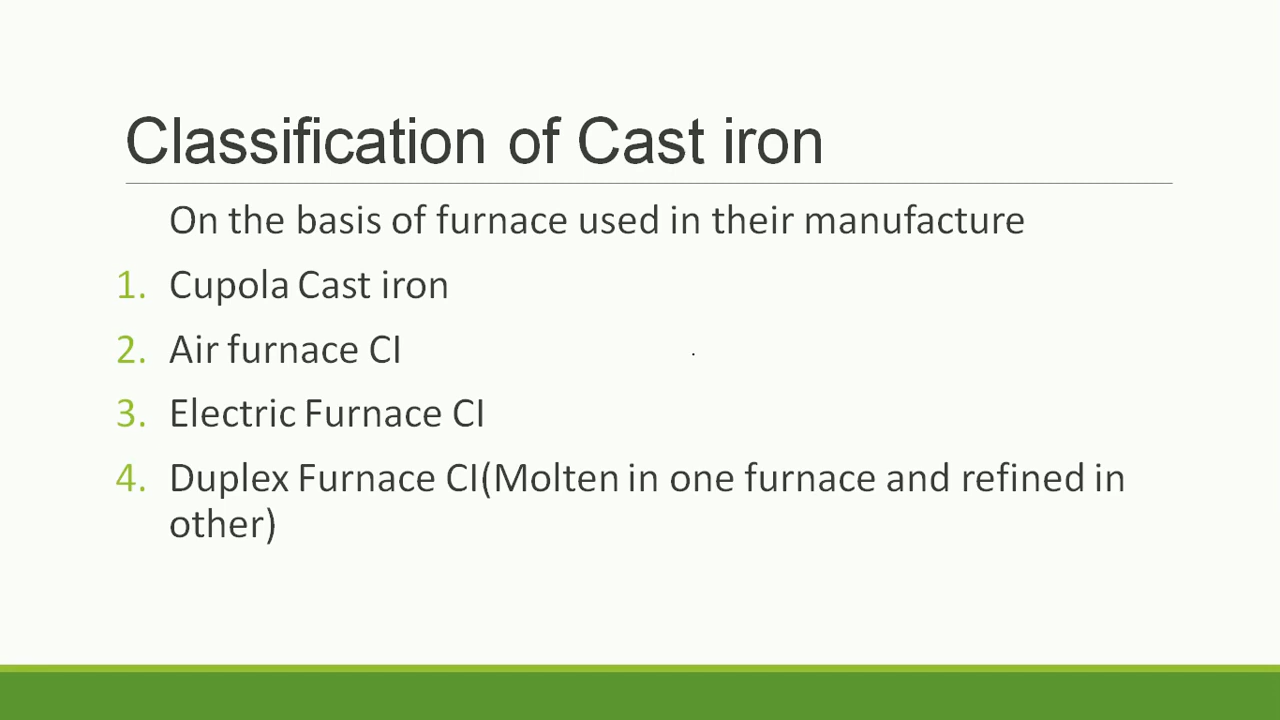 Classification of Cast iron
On the basis of furnace used in their manufacture
1. Cupola Cast iron
2. Air furnace CI
3. Electric Furnace CI
4. Duplex Furnace CI(Molten in one furnace and refined in
other)